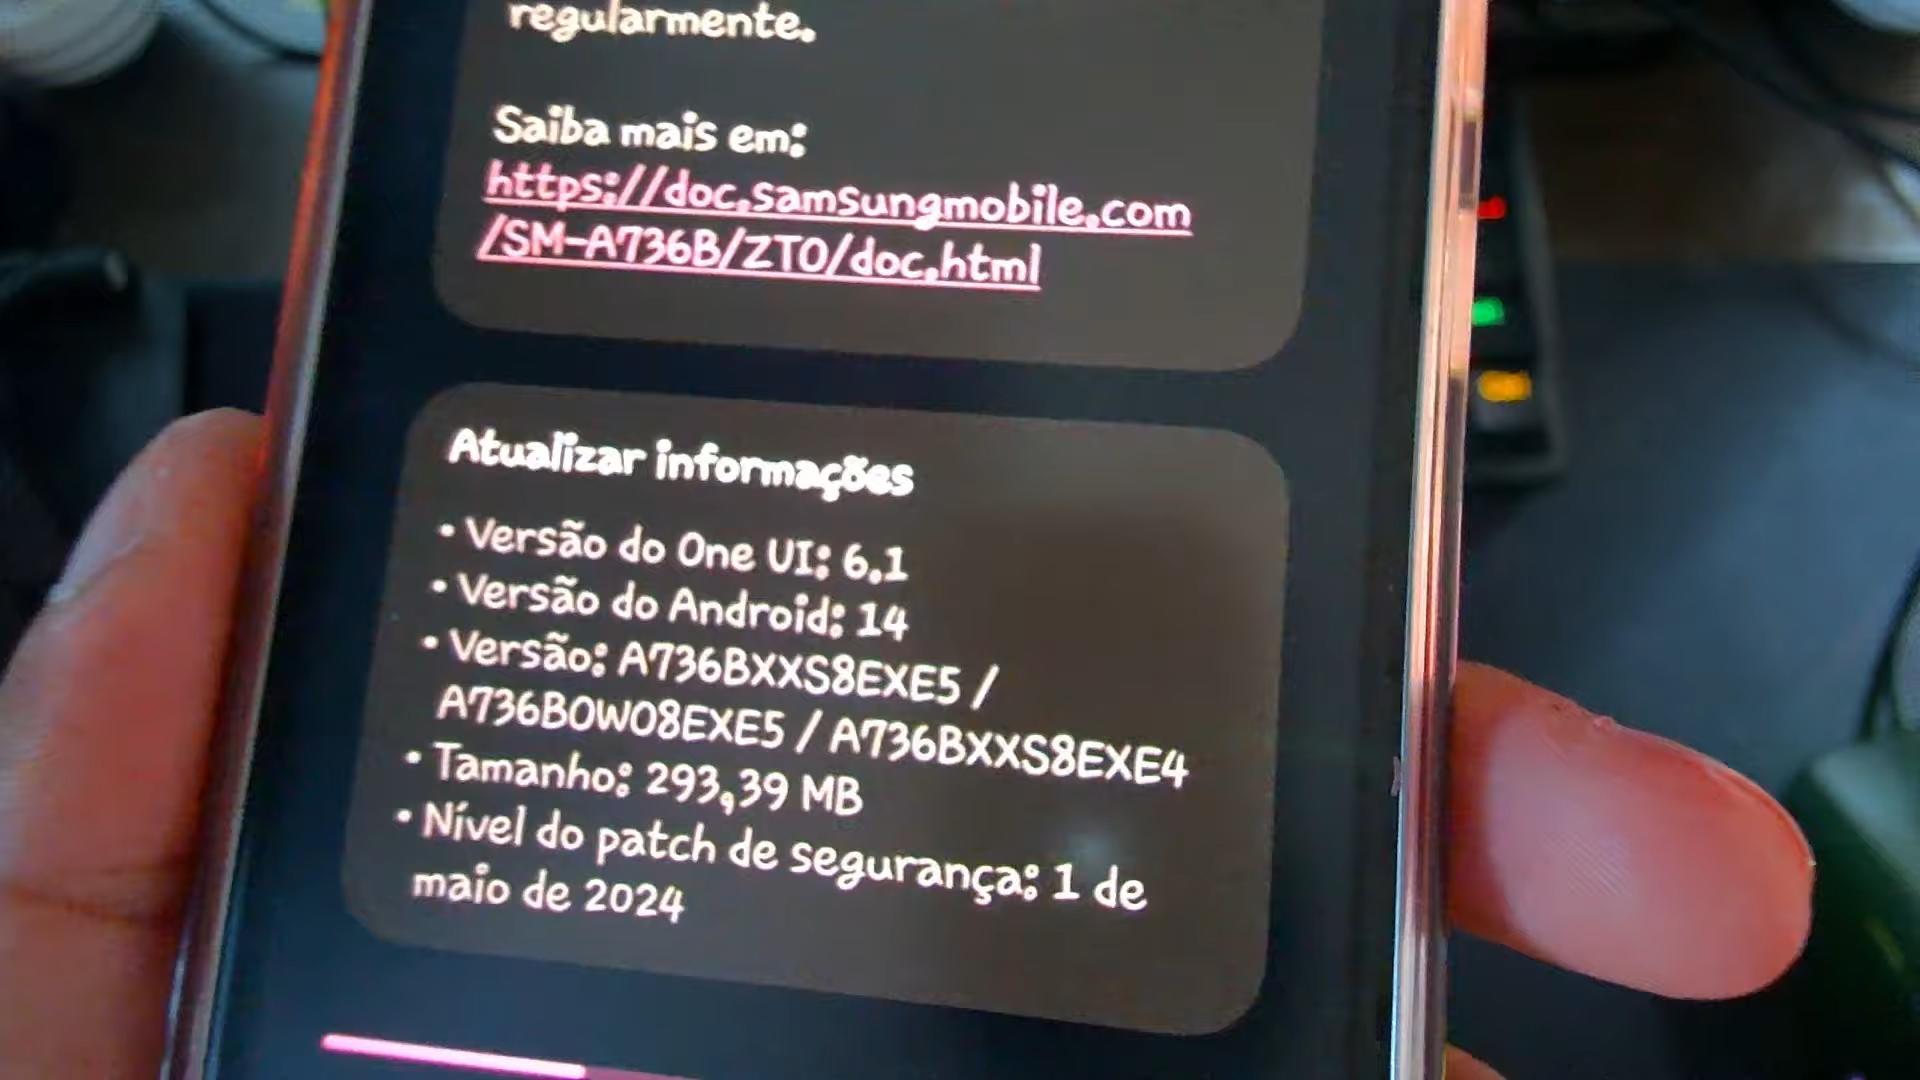 regularmente.
Saiba mais em:
https://doc.samsungmobile.com
/SM-A736B/ZTO/doc.html
Atualizar informações
• Versão do One UI: 6.1
• Versão do Android: 14
• Versão: A736BXXS8EXE5 /
A736BOWO8EXE5 / A736BXXS8EXE4
• Tamanho: 293,39 MB
• Nível do patch de segurança: 1 de
maio de 2024